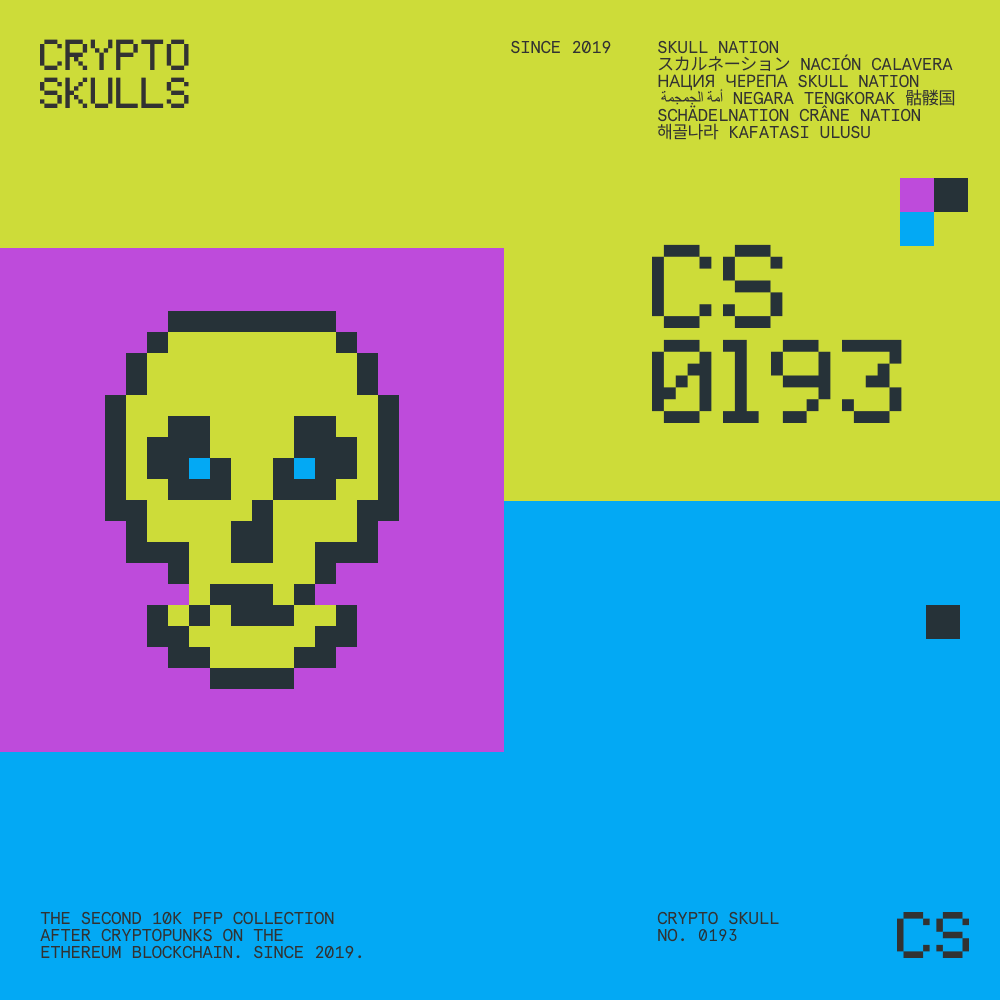 CRYPTO
SKULLS
SINCE 2019
SKULL NATION
スカルネーション NACIÓN CALAVERA
НАЦИЯ ЧЕРЕПА SKULL NATION
أمة الجمجمة NEGARA TENGKORAK 骷髅国
SCHÄDELNATION CRÂNE NATION
해골나라 KAFATASI ULUSU
CS
0193
THE SECOND 10K PFP COLLECTION
AFTER CRYPTOPUNKS ON THE
ETHEREUM BLOCKCHAIN. SINCE 2019.
CRYPTO SKULL
NO. 0193
CS